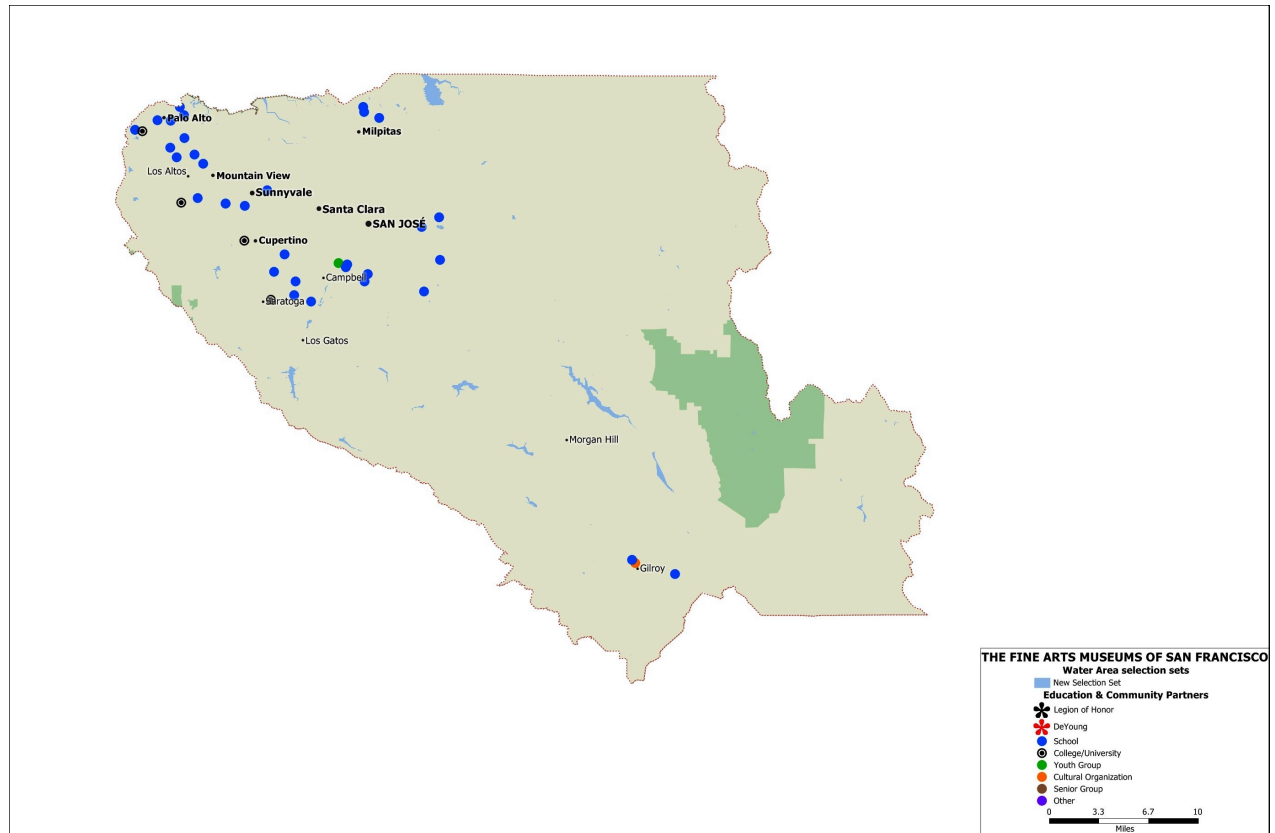 Palo Alto
Milpitas
Los Altos
Mountain View
Sunnyvale
Santa Clara
SAN JOSÉ
Cupertino
Campbell
Saratoga
Los Gatos
Morgan Hill
Gilroy
THE FINE ARTS MUSEUMS OF SAN FRANCISCO
Water Area selection sets
New Selection Set
Education & Community Partners
Legion of Honor
DeYoung
School
College/University
Youth Group
Cultural Organization
Senior Group
Other
0 3.3 6.7 10
Miles